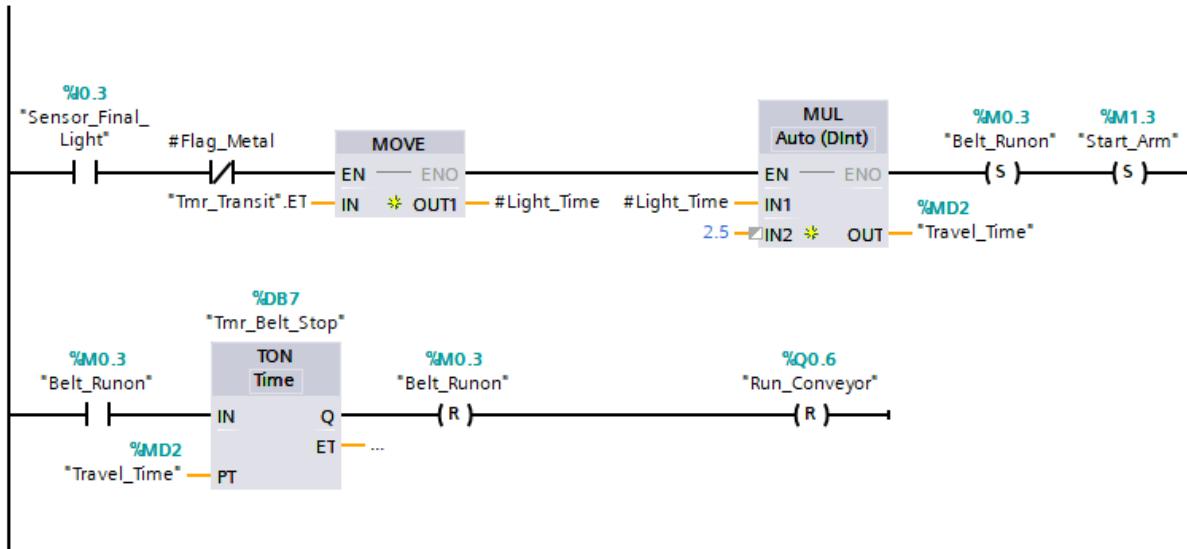 %I0.3
"Sensor_Final_
Light"
#Flag_Metal
MOVE
EN ENO
"Tmr_Transit".ET IN OUT1 #Light_Time
MUL
Auto (DInt)
EN ENO
#Light_Time IN1
2.5 IN2 OUT
%MD2
"Travel_Time"
%M0.3
"Belt_Runon"
S
%M1.3
"Start_Arm"
S
%DB7
"Tmr_Belt_Stop"
TON
Time
%M0.3
"Belt_Runon"
IN Q
ET ...
%MD2
"Travel_Time" PT
%M0.3
"Belt_Runon"
R
%Q0.6
"Run_Conveyor"
R